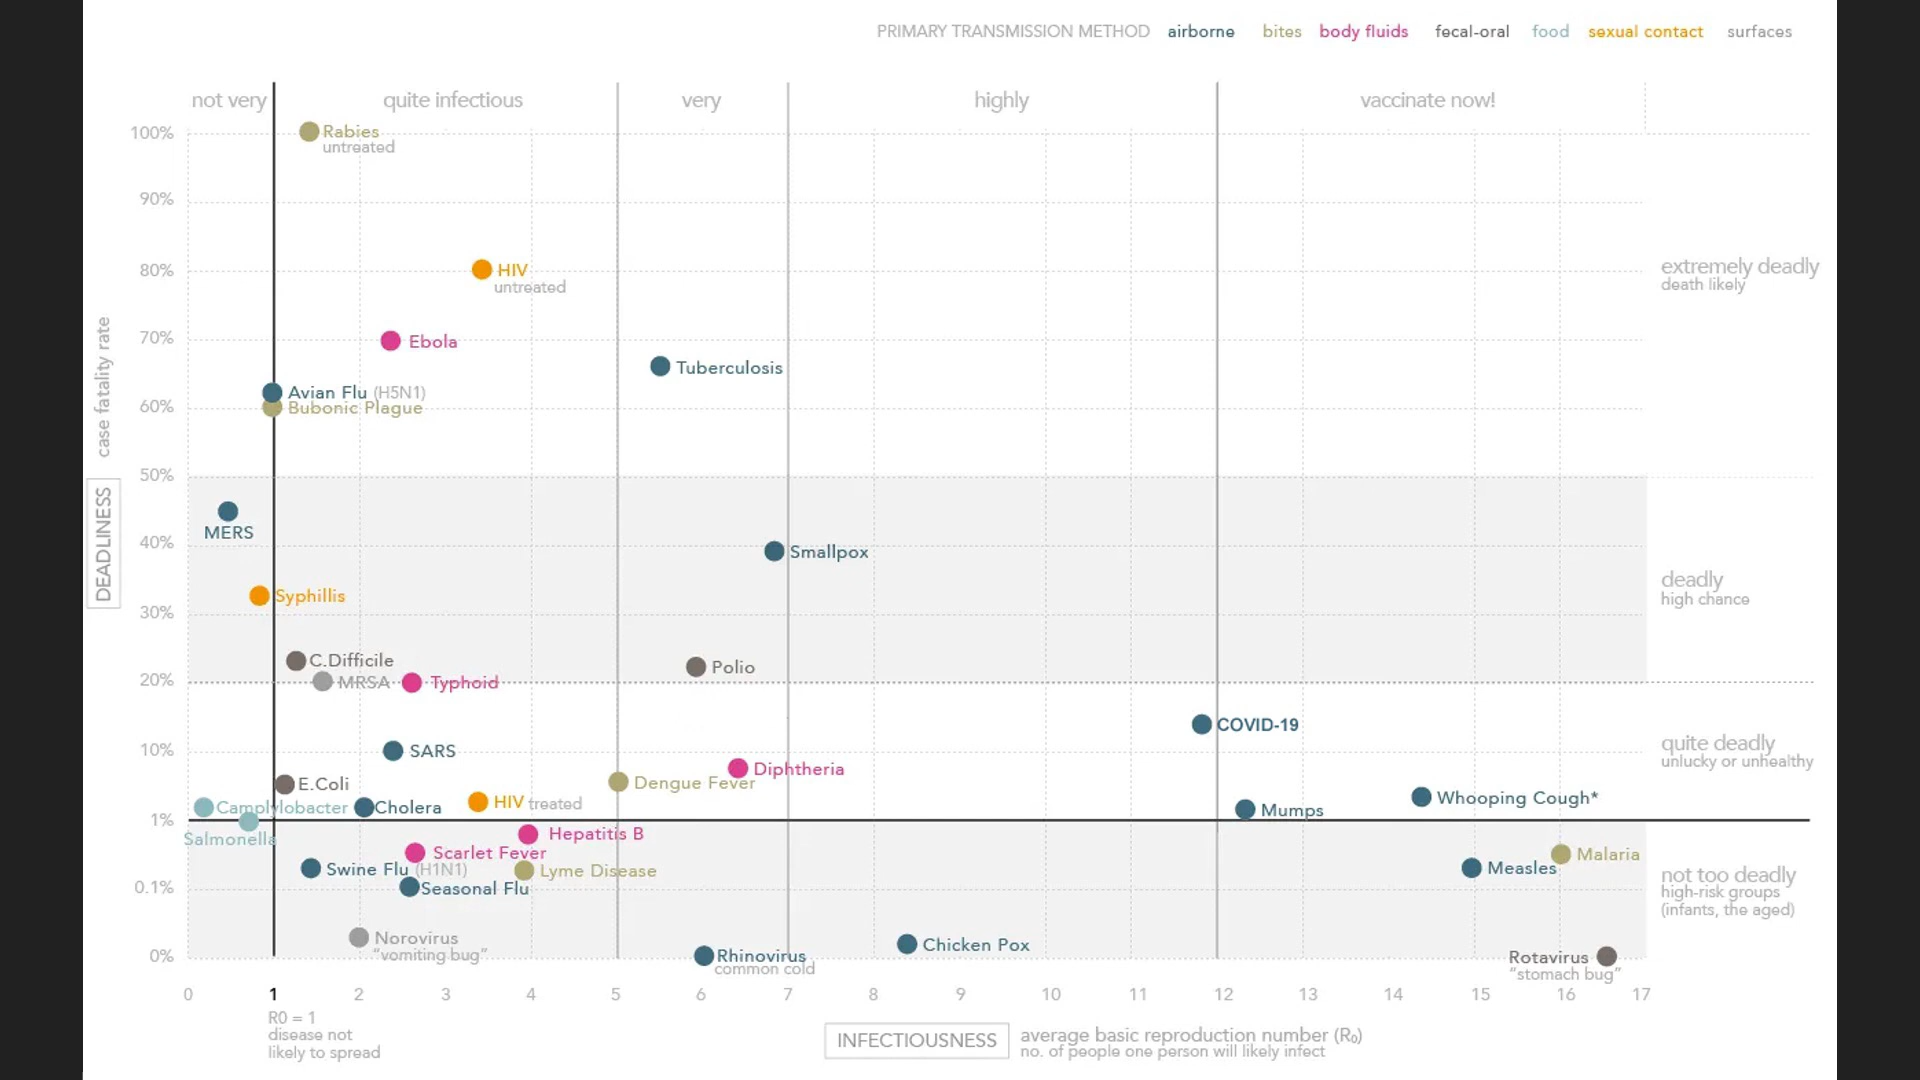 PRIMARY TRANSMISSION METHOD airborne bites body fluids fecal-oral food sexual contact surfaces
not very quite infectious very highly vaccinate now!
100%
Rabies
untreated
90%
80%
HIV
untreated
extremely deadly
death likely
70%
Ebola
Tuberculosis
Avian Flu (H5N1)
60%
Bubonic Plague
case fatality rate
DEADLINESS
50%
MERS
40%
Smallpox
Syphillis
deadly
high chance
30%
C.Difficile
Polio
20%
MRSA
Typhoid
COVID-19
10%
SARS
quite deadly
unlucky or unhealthy
Diphtheria
E.Coli
Dengue Fever
Camplylobacter
Cholera
HIV treated
Whooping Cough*
Mumps
1%
Salmonella
Hepatitis B
Scarlet Fever
Malaria
Swine Flu (H1N1)
Lyme Disease
Measles
0.1%
Seasonal Flu
not too deadly
high-risk groups
(infants, the aged)
Norovirus
"vomiting bug"
Chicken Pox
0%
Rhinovirus
common cold
Rotavirus
"stomach bug"
0 1 2 3 4 5 6 7 8 9 10 11 12 13 14 15 16 17
R0 = 1
disease not
likely to spread
INFECTIOUSNESS
average basic reproduction number (R₀)
no. of people one person will likely infect